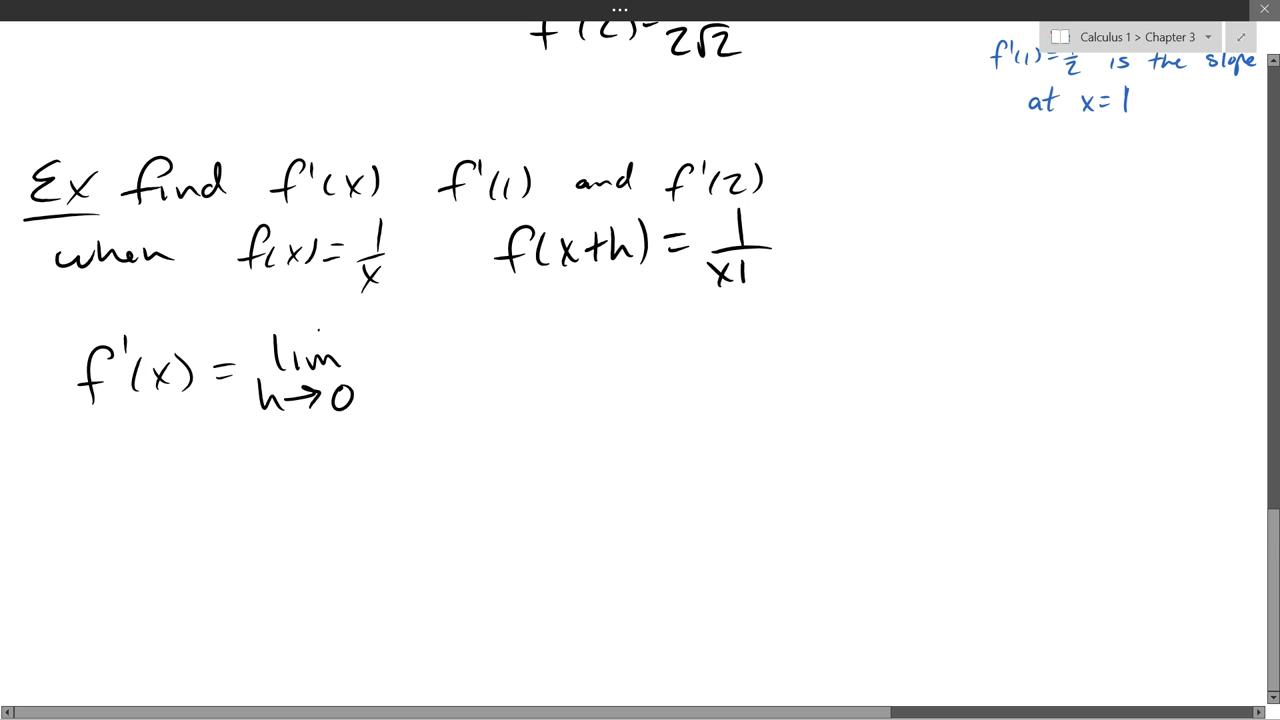 Calculus 1 > Chapter 3
f'(2)=1/2√2
f'(1)=1/2 is the slope
at x=1
Ex find f'(x) f'(1) and f'(2)
when f(x)=1/x f(x+h)=1/x1
f'(x)=lim h→0